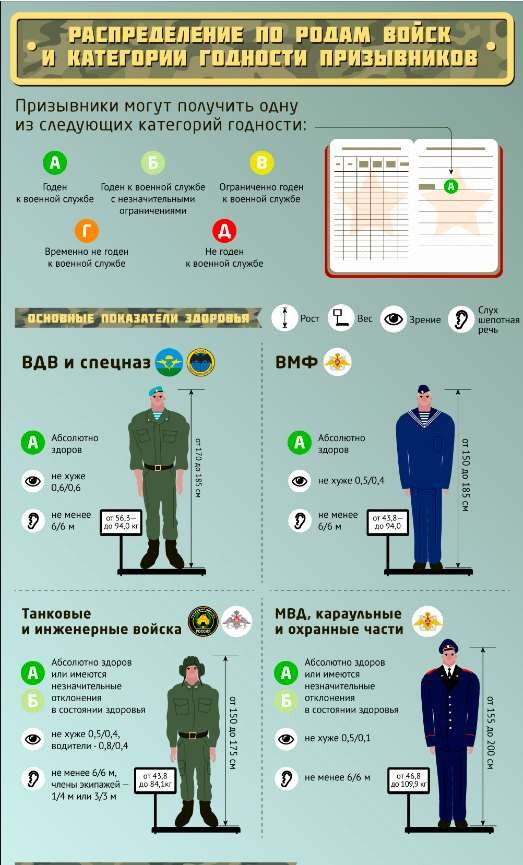 РАСПРЕДЕЛЕНИЕ ПО РОДАМ ВОЙСК
И КАТЕГОРИИ ГОДНОСТИ ПРИЗЫВНИКОВ
Призывники могут получить одну
из следующих категорий годности:
А
Годен
к военной службе
Б
Годен к военной службе
с незначительными
ограничениями
В
Ограниченно годен
к военной службе
Г
Временно не годен
к военной службе
Д
Не годен
к военной службе
А
ОСНОВНЫЕ ПОКАЗАТЕЛИ ЗДОРОВЬЯ
Рост
Вес
Зрение
Слух
шепотная
речь
ВДВ и спецназ
А
Абсолютно
здоров
не хуже
0,6/0,6
не менее
6/6 м
от 56,3—
до 94,0 кг
от 170 до 185 см
ВМФ
А
Абсолютно
здоров
не хуже 0,5/0,4
не менее
6/6 м
от 43,8—
до 94,0
от 150 до 185 см
Танковые
и инженерные войска
А
Б
Абсолютно здоров
или имеются
незначительные
отклонения
в состоянии здоровья
не хуже 0,5/0,4,
водители - 0,8/0,4
не менее 6/6 м,
члены экипажей —
1/4 м или 3/3 м
от 43,8
до 84,1кг
от 150 до 175 см
МВД, караульные
и охранные части
А
Б
Абсолютно здоров
или имеются
незначительные
отклонения
в состоянии здоровья
не хуже 0,5/0,1
не менее 6/6 м
от 46,8
до 109,9 кг
от 155 до 200 см